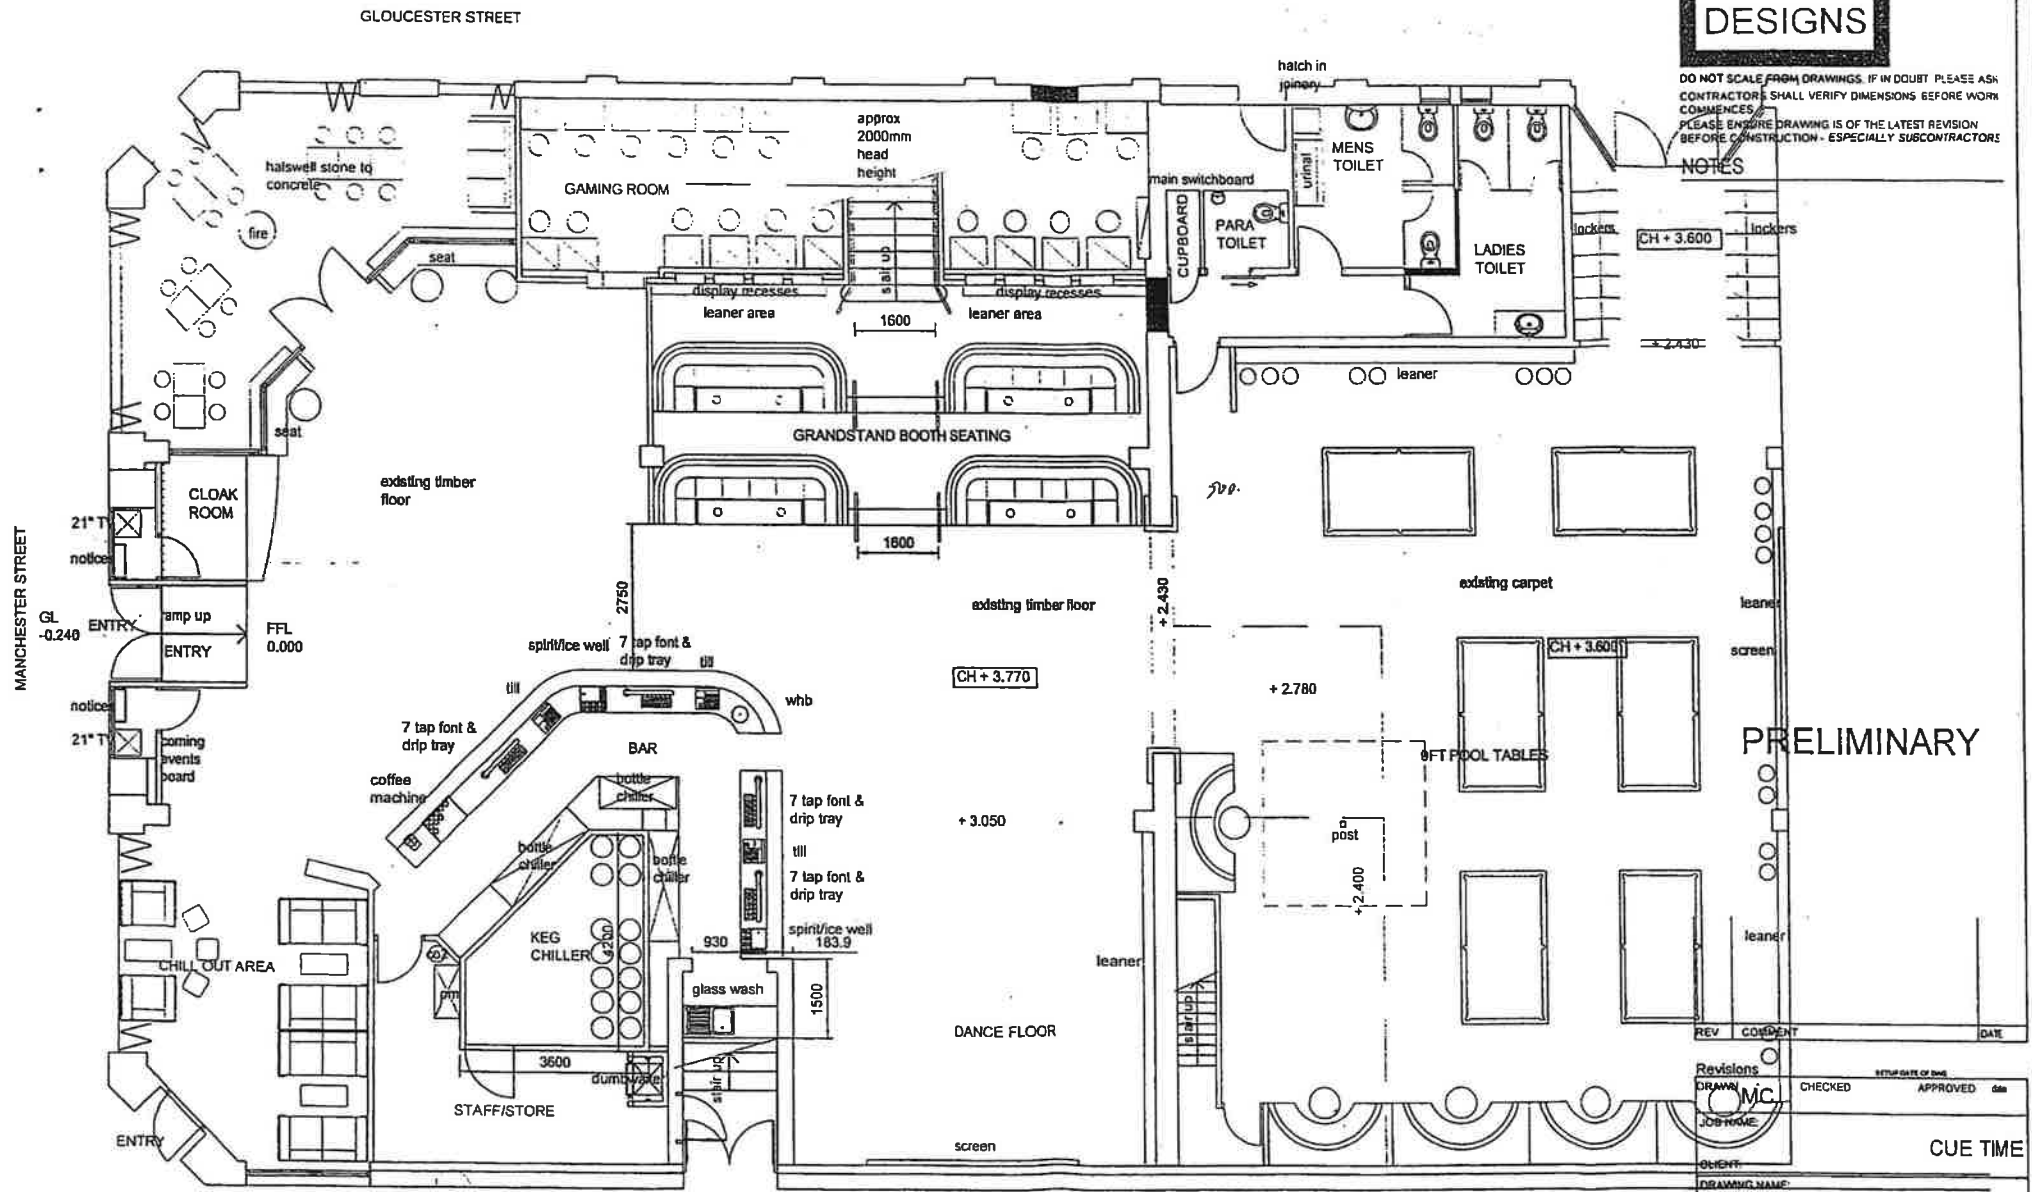 GLOUCESTER STREET
DESIGNS
DO NOT SCALE FROM DRAWINGS. IF IN DOUBT PLEASE ASK
CONTRACTORS SHALL VERIFY DIMENSIONS BEFORE WORK
COMMENCES
PLEASE ENSURE DRAWING IS OF THE LATEST REVISION
BEFORE CONSTRUCTION - ESPECIALLY SUBCONTRACTORS
NOTES
hatch in
joinery
approx
2000mm
head
height
halswell stone to
concrete
GAMING ROOM
fire
seat
stair up
main switchboard
CUPBOARD
PARA
TOILET
urinal
MENS
TOILET
LADIES
TOILET
lockers
CH + 3.600
lockers
display recesses
display recesses
leaner area
leaner area
1600
+ 2.430
leaner
seat
GRANDSTAND BOOTH SEATING
existing timber
floor
CLOAK
ROOM
21" TV
notices
1600
MANCHESTER STREET
GL
-0.240
ENTRY
ramp up
ENTRY
FFL
0.000
2750
existing timber floor
+ 2.430
existing carpet
leaner
screen
CH + 3.600
spirit/ice well
7 tap font &
drip tray
till
till
whb
CH + 3.770
+ 2.780
notices
21" TV
coming
events
board
7 tap font &
drip tray
BAR
coffee
machine
bottle
chiller
bottle
chiller
bottle
chiller
7 tap font &
drip tray
till
7 tap font &
drip tray
spirit/ice well
+ 3.050
9FT POOL TABLES
PRELIMINARY
post
+ 2.400
930
183.9
KEG
CHILLER
4200
CHILL OUT AREA
glass wash
1500
leaner
leaner
stair up
DANCE FLOOR
3600
dumbwaiter
stair up
STAFF/STORE
ENTRY
screen
REV
COMMENT
DATE
Revisions
DRAWN
MC
CHECKED
APPROVED
date
JOB NAME:
CUE TIME
CLIENT:
DRAWING NAME: